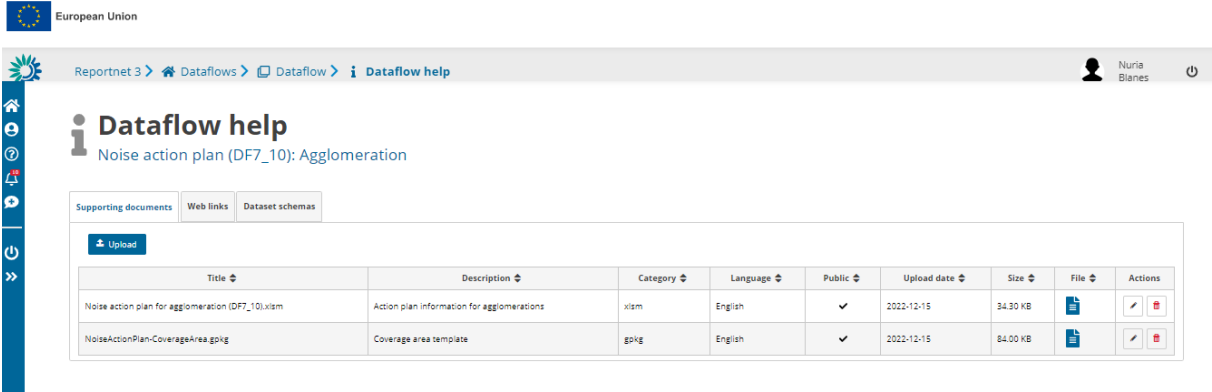 European Union
Reportnet 3 Dataflows Dataflow Dataflow help
Nuria
Blanes
Dataflow help
Noise action plan (DF7_10): Agglomeration
Supporting documents Web links Dataset schemas
Upload
Title Description Category Language Public Upload date Size File Actions
Noise action plan for agglomeration (DF7_10).xlsm Action plan information for agglomerations xlsm English 2022-12-15 34.30 KB
NoiseActionPlan-CoverageArea.gpkg Coverage area template gpkg English 2022-12-15 84.00 KB